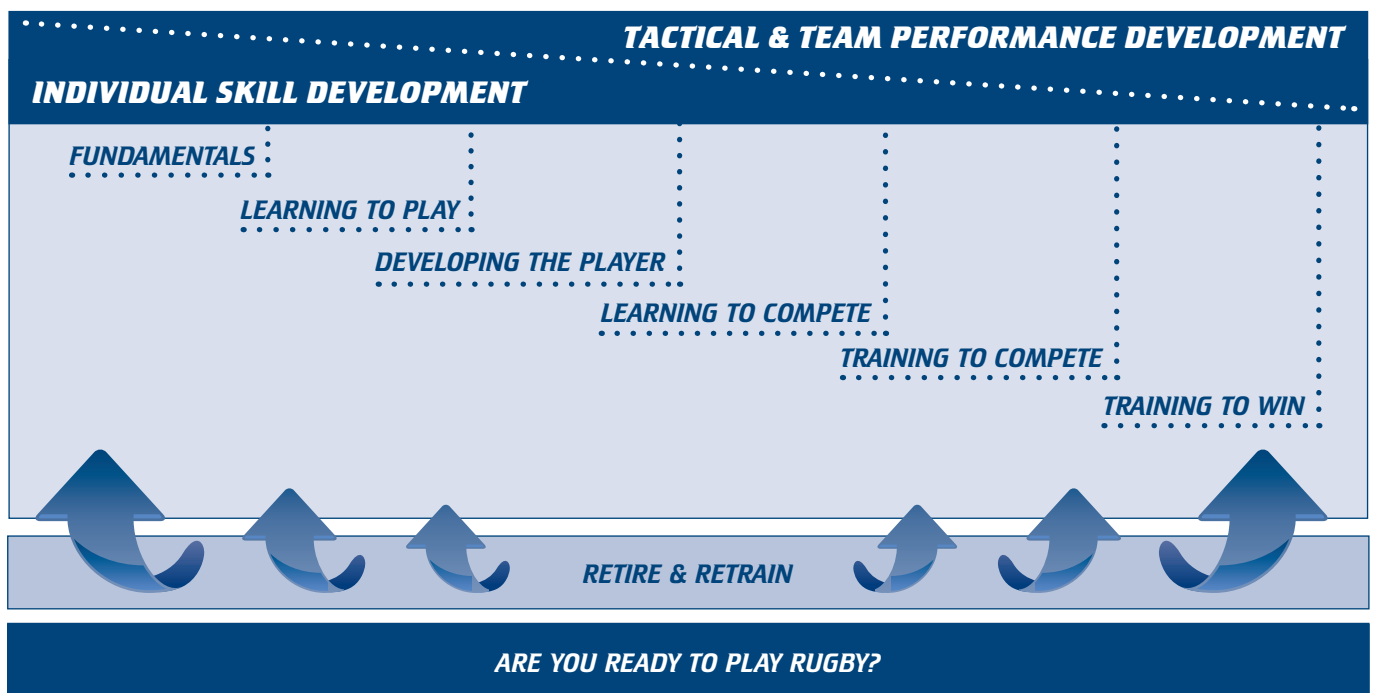 TACTICAL & TEAM PERFORMANCE DEVELOPMENT
INDIVIDUAL SKILL DEVELOPMENT
FUNDAMENTALS
LEARNING TO PLAY
DEVELOPING THE PLAYER
LEARNING TO COMPETE
TRAINING TO COMPETE
TRAINING TO WIN
RETIRE & RETRAIN
ARE YOU READY TO PLAY RUGBY?